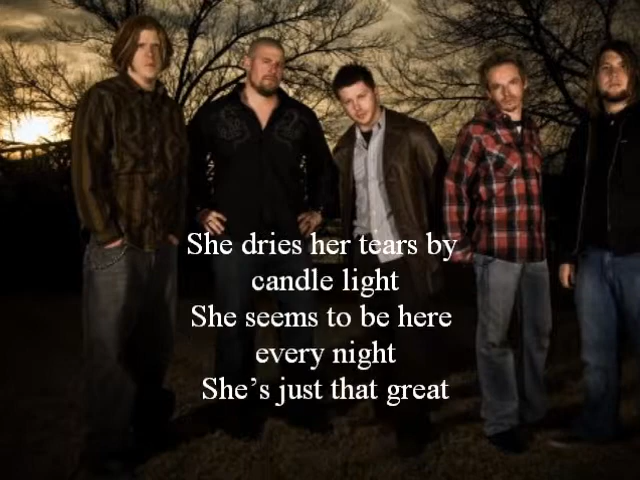 She dries her tears by
candle light
She seems to be here
every night
She's just that great